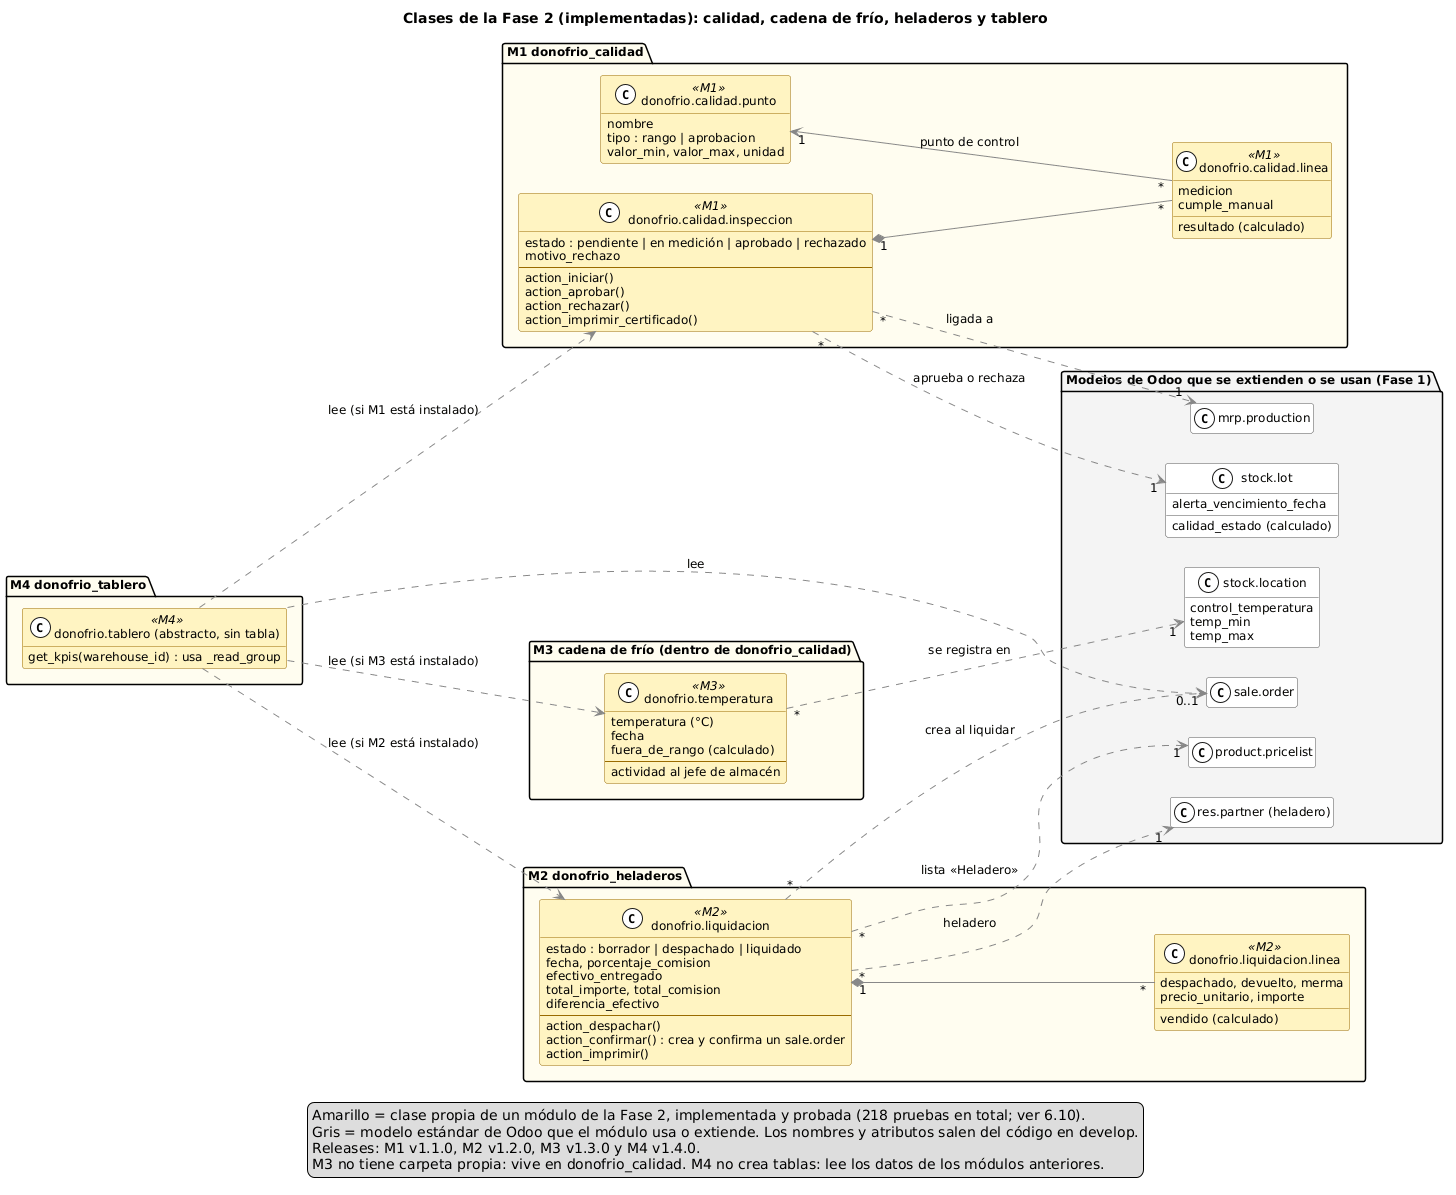 Clases de la Fase 2 (implementadas): calidad, cadena de frío, heladeros y tablero
M1 donofrio_calidad
C
«M1»
donofrio.calidad.punto
nombre
tipo : rango | aprobacion
valor_min, valor_max, unidad
1
punto de control
*
C
«M1»
donofrio.calidad.linea
medicion
cumple_manual
resultado (calculado)
C
«M1»
donofrio.calidad.inspeccion
estado : pendiente | en medición | aprobado | rechazado
motivo_rechazo
action_iniciar()
action_aprobar()
action_rechazar()
action_imprimir_certificado()
1
*
*
ligada a
1
*
aprueba o rechaza
1
Modelos de Odoo que se extienden o se usan (Fase 1)
C
mrp.production
C
stock.lot
alerta_vencimiento_fecha
calidad_estado (calculado)
C
stock.location
control_temperatura
temp_min
temp_max
C
sale.order
C
product.pricelist
C
res.partner (heladero)
lee (si M1 está instalado)
lee
M4 donofrio_tablero
C
«M4»
donofrio.tablero (abstracto, sin tabla)
get_kpis(warehouse_id) : usa _read_group
lee (si M3 está instalado)
lee (si M2 está instalado)
M3 cadena de frío (dentro de donofrio_calidad)
C
«M3»
donofrio.temperatura
temperatura (°C)
fecha
fuera_de_rango (calculado)
actividad al jefe de almacén
*
se registra en
1
0..1
crea al liquidar
*
1
lista «Heladero»
*
1
heladero
*
M2 donofrio_heladeros
C
«M2»
donofrio.liquidacion
estado : borrador | despachado | liquidado
fecha, porcentaje_comision
efectivo_entregado
total_importe, total_comision
diferencia_efectivo
action_despachar()
action_confirmar() : crea y confirma un sale.order
action_imprimir()
1
*
C
«M2»
donofrio.liquidacion.linea
despachado, devuelto, merma
precio_unitario, importe
vendido (calculado)
Amarillo = clase propia de un módulo de la Fase 2, implementada y probada (218 pruebas en total; ver 6.10).
Gris = modelo estándar de Odoo que el módulo usa o extiende. Los nombres y atributos salen del código en develop.
Releases: M1 v1.1.0, M2 v1.2.0, M3 v1.3.0 y M4 v1.4.0.
M3 no tiene carpeta propia: vive en donofrio_calidad. M4 no crea tablas: lee los datos de los módulos anteriores.